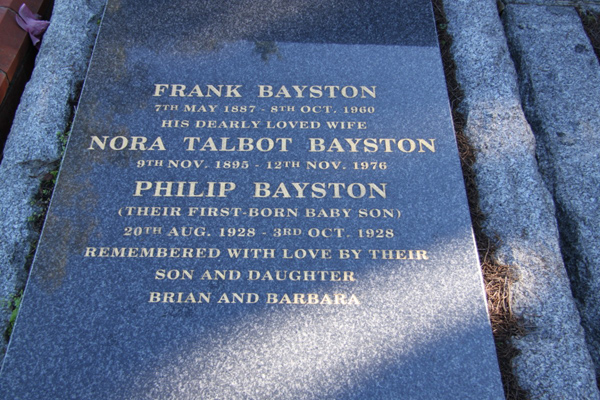 FRANK BAYSTON
7TH MAY 1887 - 8TH OCT. 1960
HIS DEARLY LOVED WIFE
NORA TALBOT BAYSTON
9TH NOV. 1895 - 12TH NOV. 1976
PHILIP BAYSTON
(THEIR FIRST-BORN BABY SON)
20TH AUG. 1928 - 3RD OCT. 1928
REMEMBERED WITH LOVE BY THEIR
SON AND DAUGHTER
BRIAN AND BARBARA